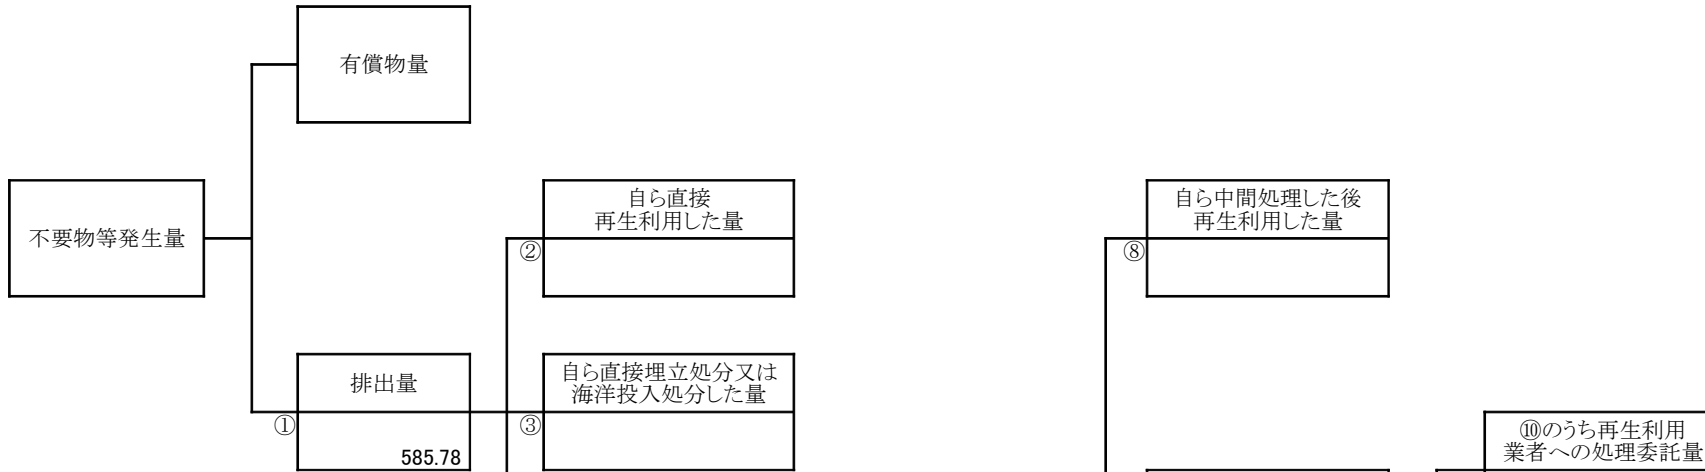 有償物量
不要物等発生量
自ら直接
再生利用した量
②
自ら中間処理した後
再生利用した量
⑧
排出量
①
585.78
自ら直接埋立処分又は
海洋投入処分した量
③
⑩のうち再生利用
業者への処理委託量